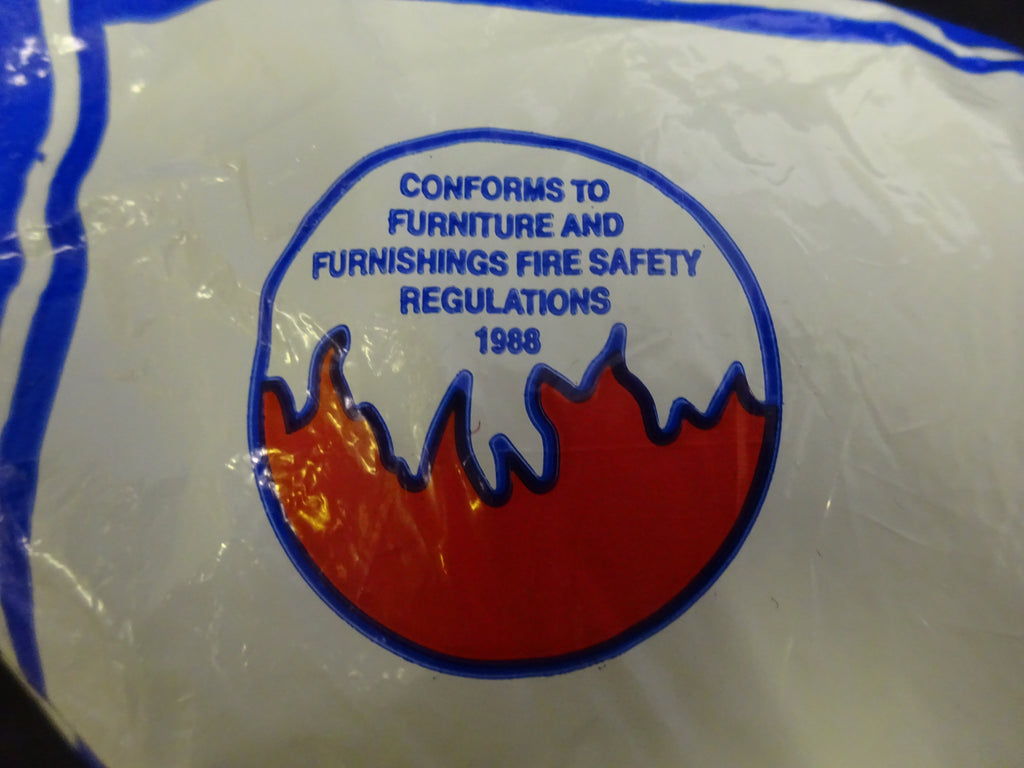 CONFORMS TO
FURNITURE AND
FURNISHINGS FIRE SAFETY
REGULATIONS
1988